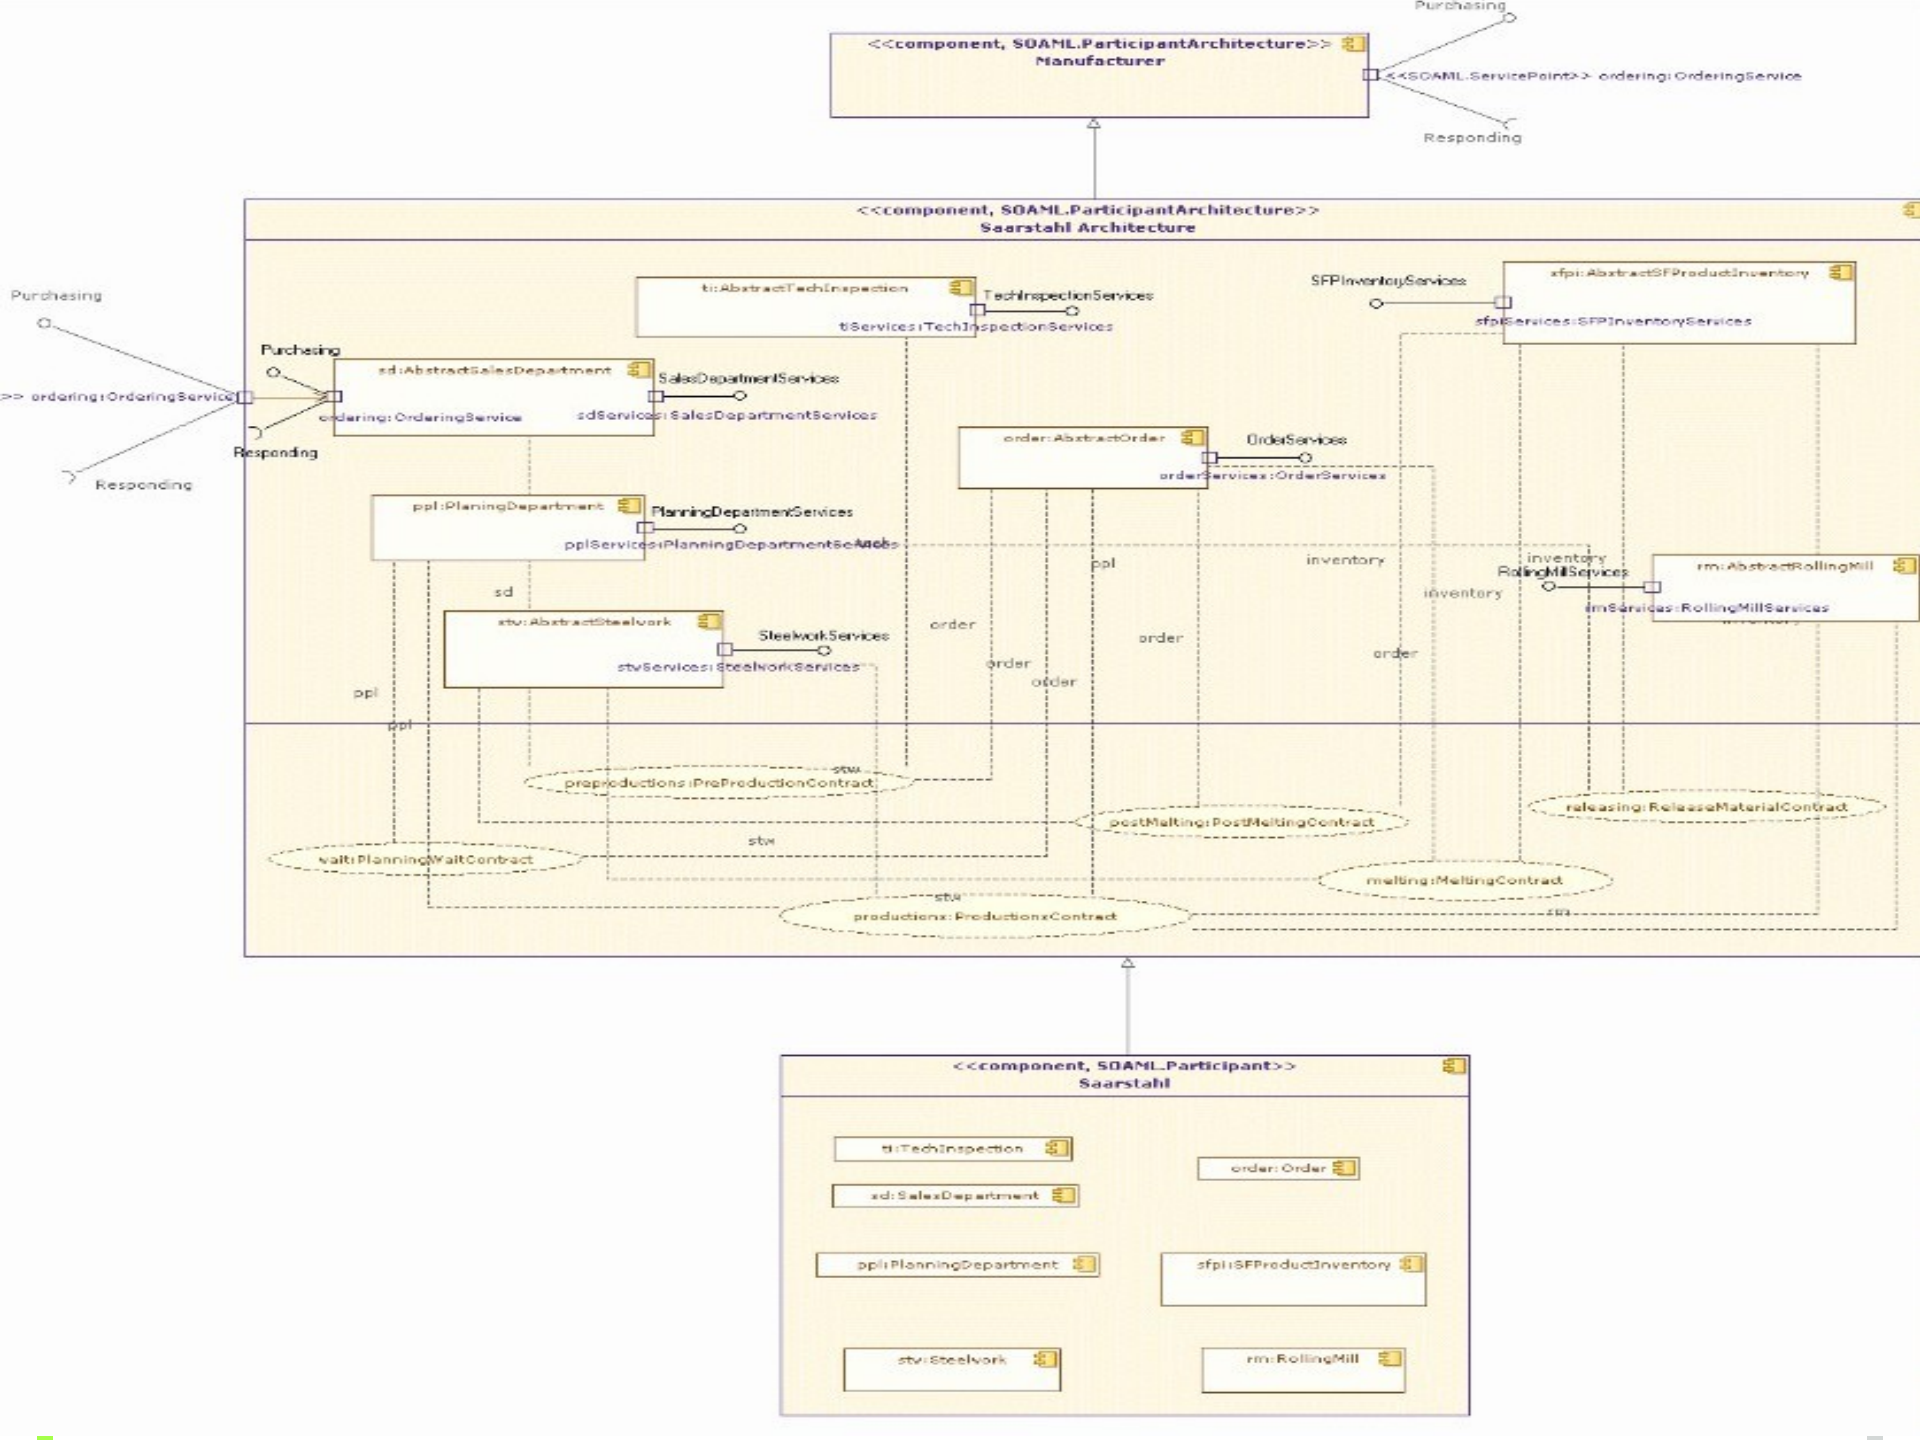 Purchasing
<<component, SOAML.ParticipantArchitecture>>
Manufacturer
<<SOAML.ServicePoint>> ordering:OrderingService
Responding
<<component, SOAML.ParticipantArchitecture>>
Saarstahl Architecture
sfpi:AbstractSFProductInventory
SFPInventoryServices
ti:AbstractTechInspection
TechInspectionServices
Purchasing
sfpiServices:SFPInventoryServices
tiServices:TechInspectionServices
Purchasing
sd:AbstractSalesDepartment
SalesDepartmentServices
>> ordering:OrderingService
ordering:OrderingService
sdServices:SalesDepartmentServices
order:AbstractOrder
OrderServices
Responding
orderServices:OrderServices
Responding
ppl:PlaningDepartment
PlanningDepartmentServices
pplServices:PlanningDepartmentServices
ppl
inventory
inventory
rm:AbstractRollingMill
RollingMillServices
sd
inventory
rmServices:RollingMillServices
inventory
stw:AbstractSteelwork
order
SteelworkServices
order
order
stwServices:SteelworkServices
order
order
ppl
ppl
stw
preproductions:PreProductionContract
releasing:ReleaseMaterialContract
postMelting:PostMeltingContract
stw
wait:PlanningWaitContract
melting:MeltingContract
stw
rm
productions:ProductionsContract
<<component, SOAML.Participant>>
Saarstahl
ti:TechInspection
order:Order
sd:SalesDepartment
ppl:PlanningDepartment
sfpi:SFProductInventory
stw:Steelwork
rm:RollingMill